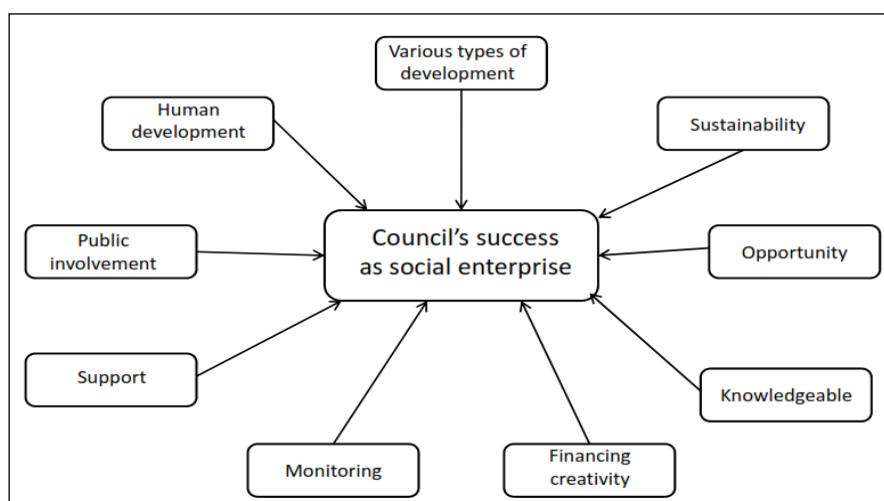 Various types of
development
Human
development
Sustainability
Public
involvement
Council’s success
as social enterprise
Opportunity
Support
Knowledgeable
Monitoring
Financing
creativity